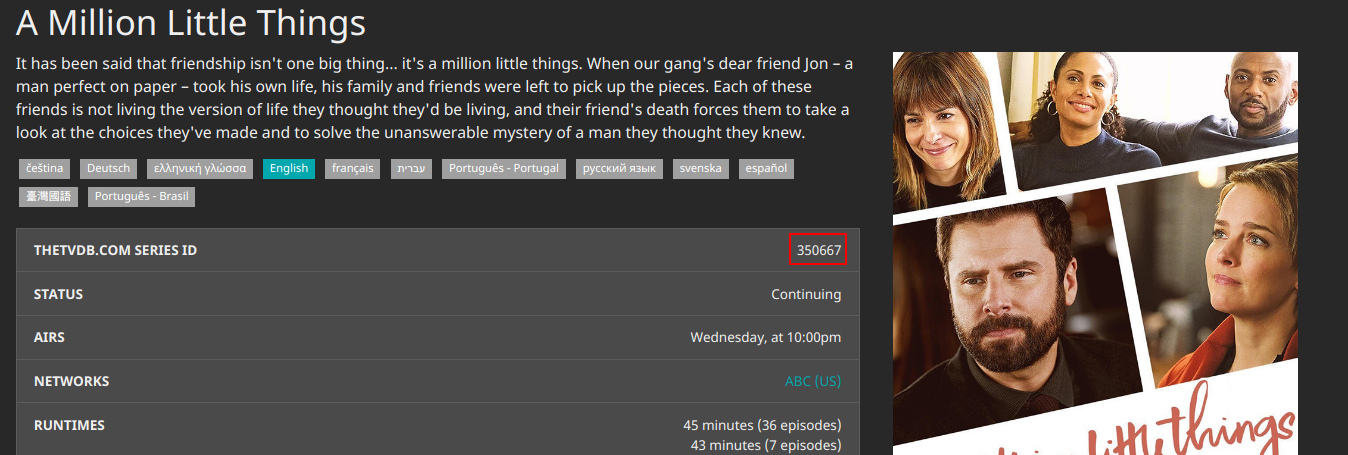 A Million Little Things
It has been said that friendship isn't one big thing... it's a million little things. When our gang's dear friend Jon – a
man perfect on paper – took his own life, his family and friends were left to pick up the pieces. Each of these
friends is not living the version of life they thought they'd be living, and their friend's death forces them to take a
look at the choices they've made and to solve the unanswerable mystery of a man they thought they knew.
čeština Deutsch ελληνική γλώσσα English français עברית Português - Portugal русский язык svenska español
臺灣國語 Português - Brasil
THETVDB.COM SERIES ID 350667
STATUS Continuing
AIRS Wednesday, at 10:00pm
NETWORKS ABC (US)
RUNTIMES 45 minutes (36 episodes)
43 minutes (7 episodes)
little things